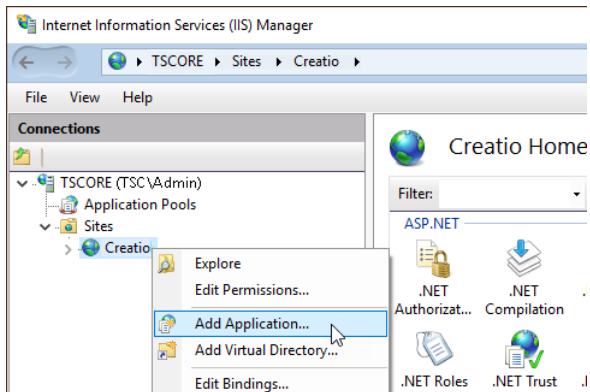 Internet Information Services (IIS) Manager
TSCORE Sites Creatio
File View Help
Connections
TSCORE (TSC\Admin)
Application Pools
Sites
Creatio
Explore
Edit Permissions...
Add Application...
Add Virtual Directory...
Edit Bindings...
Creatio Home
Filter:
ASP.NET
.NET Authorizat...
.NET Compilation
.NET Roles
.NET Trust